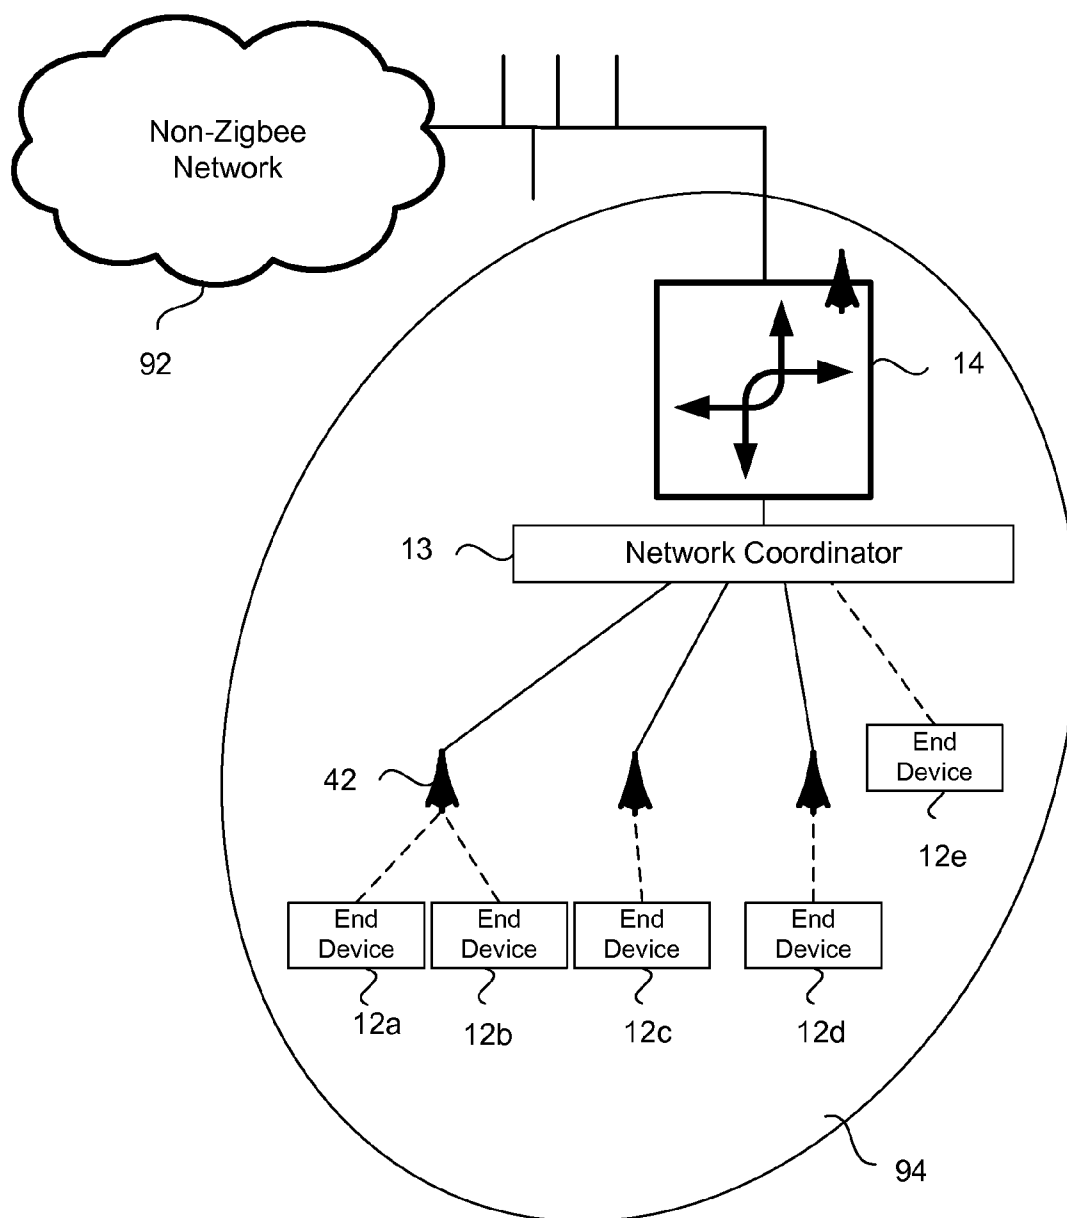 Non-Zigbee
Network
92
14
13
Network Coordinator
42
End
Device
12e
End
Device
End
Device
End
Device
End
Device
12a
12b
12c
12d
94